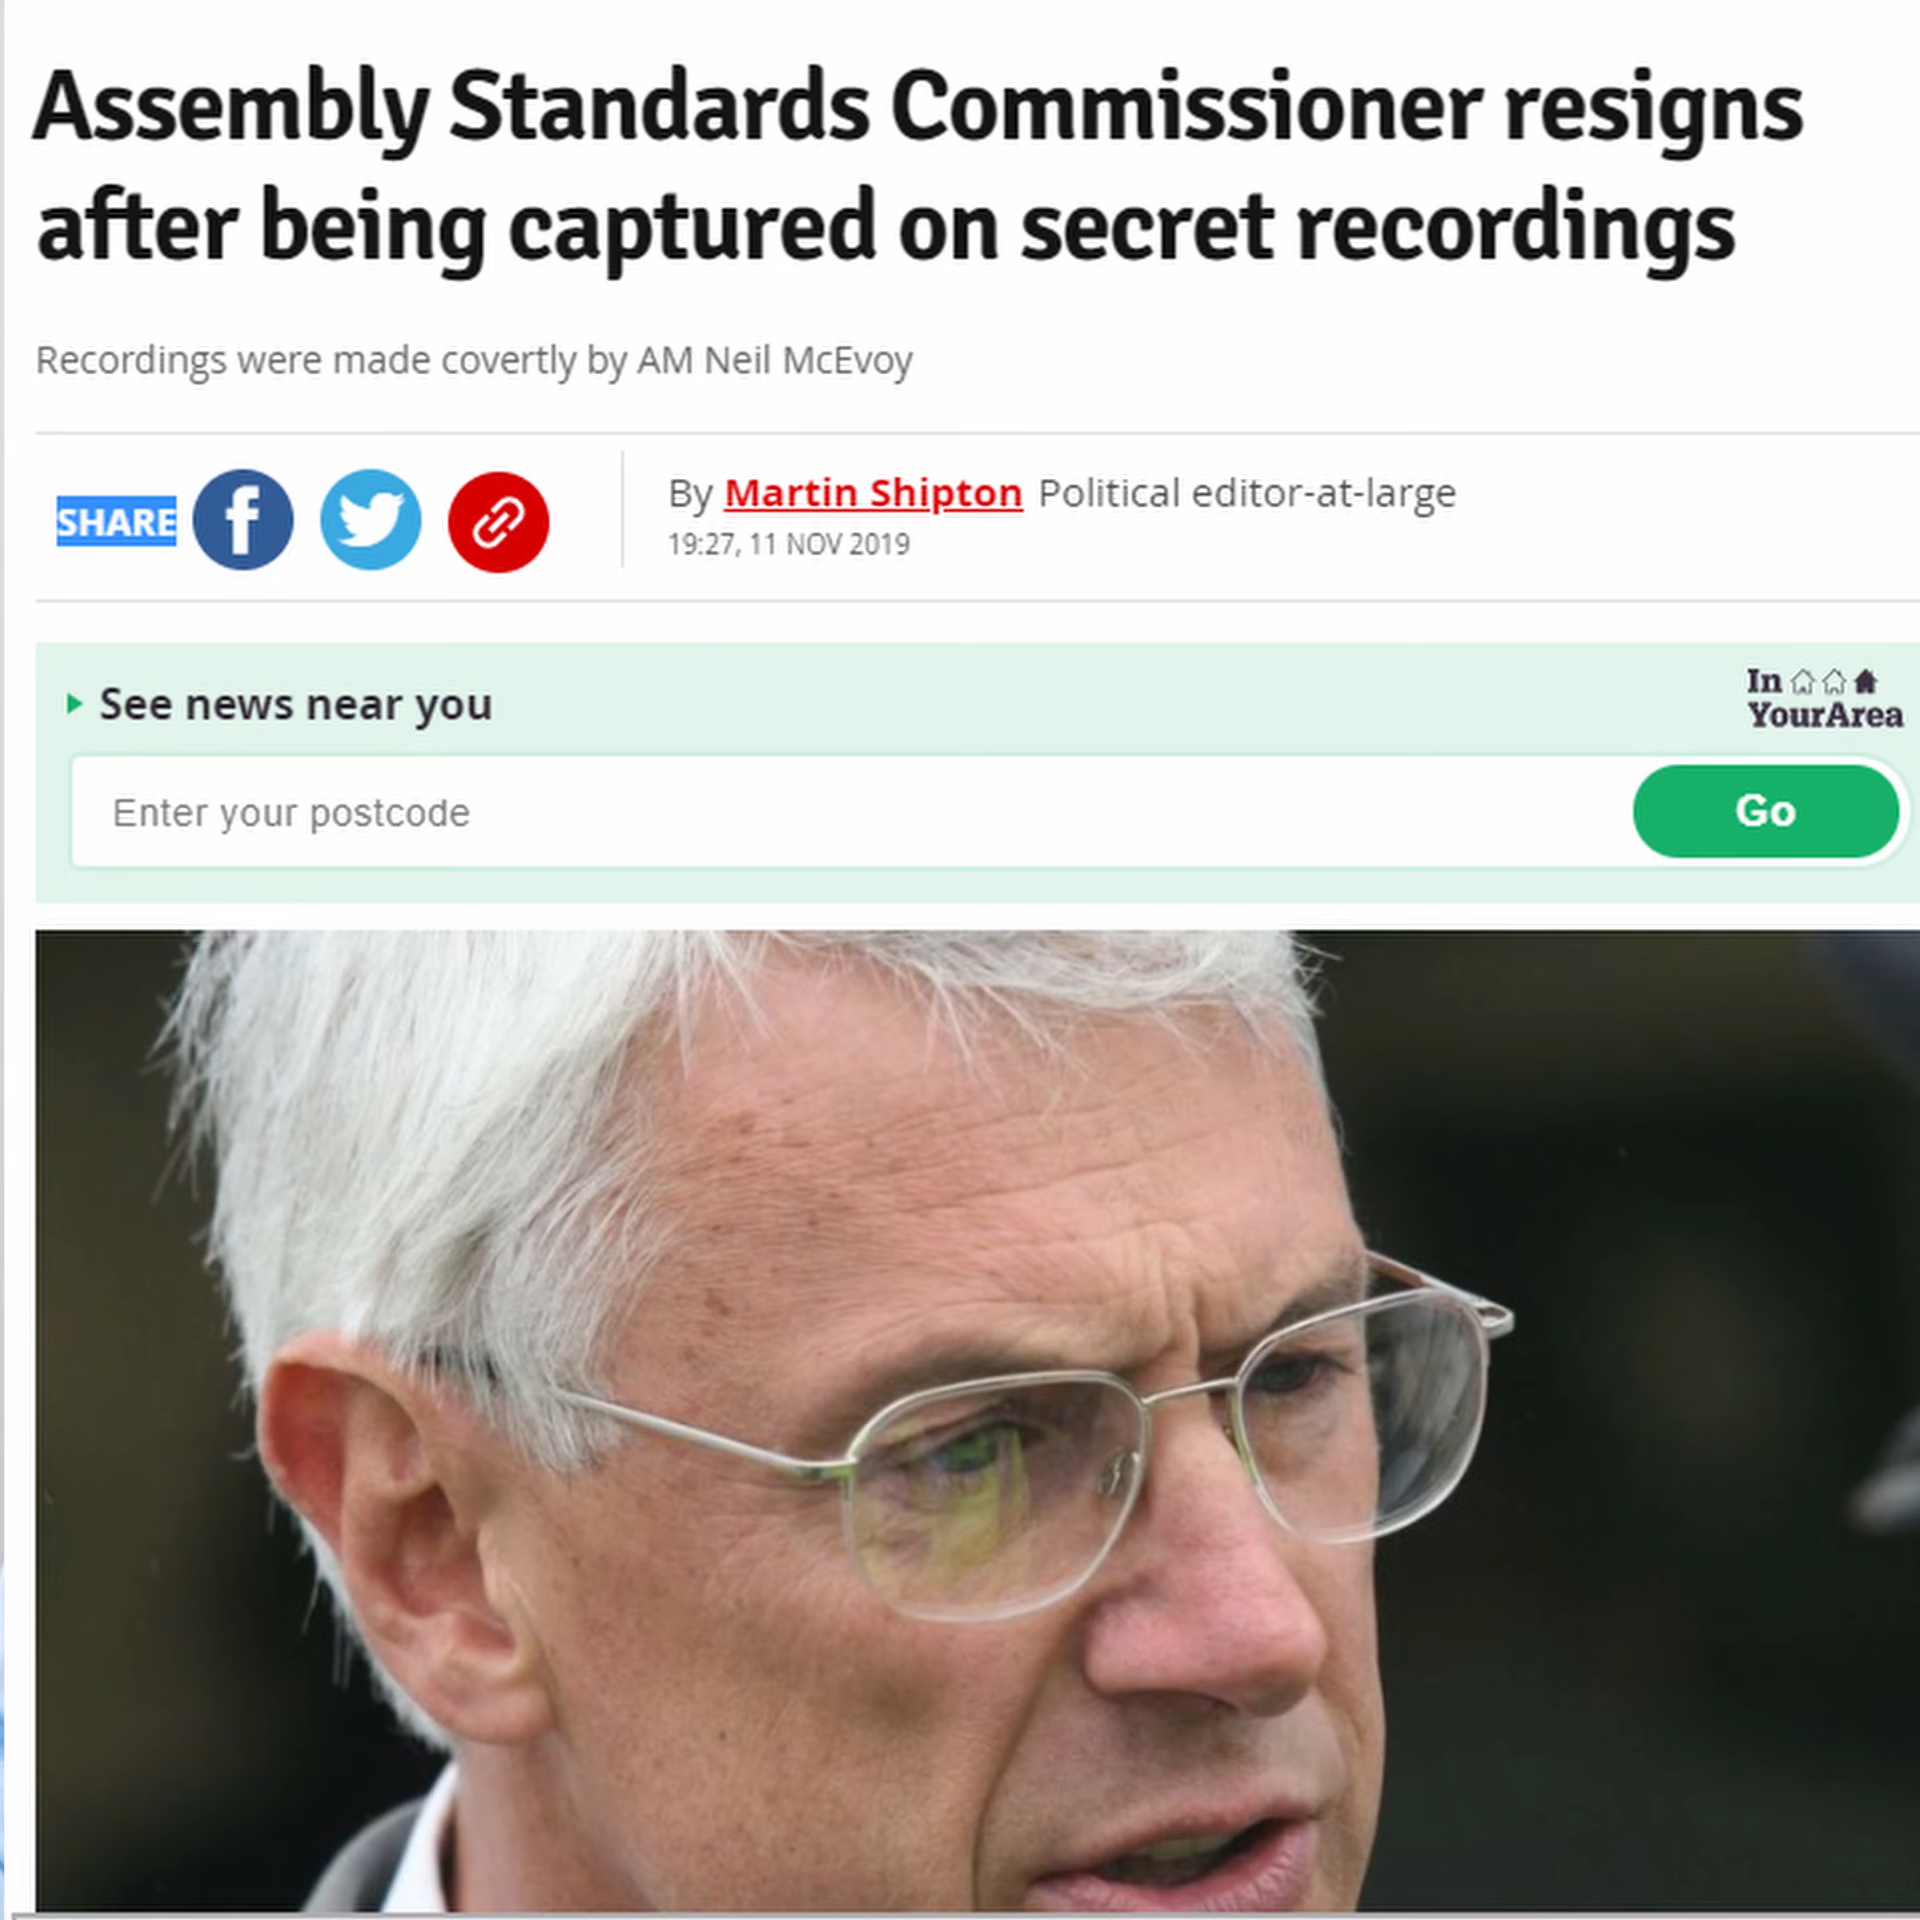 Assembly Standards Commissioner resigns
after being captured on secret recordings
Recordings were made covertly by AM Neil McEvoy
SHARE
By Martin Shipton Political editor-at-large
19:27, 11 NOV 2019
See news near you
In
YourArea
Enter your postcode
Go